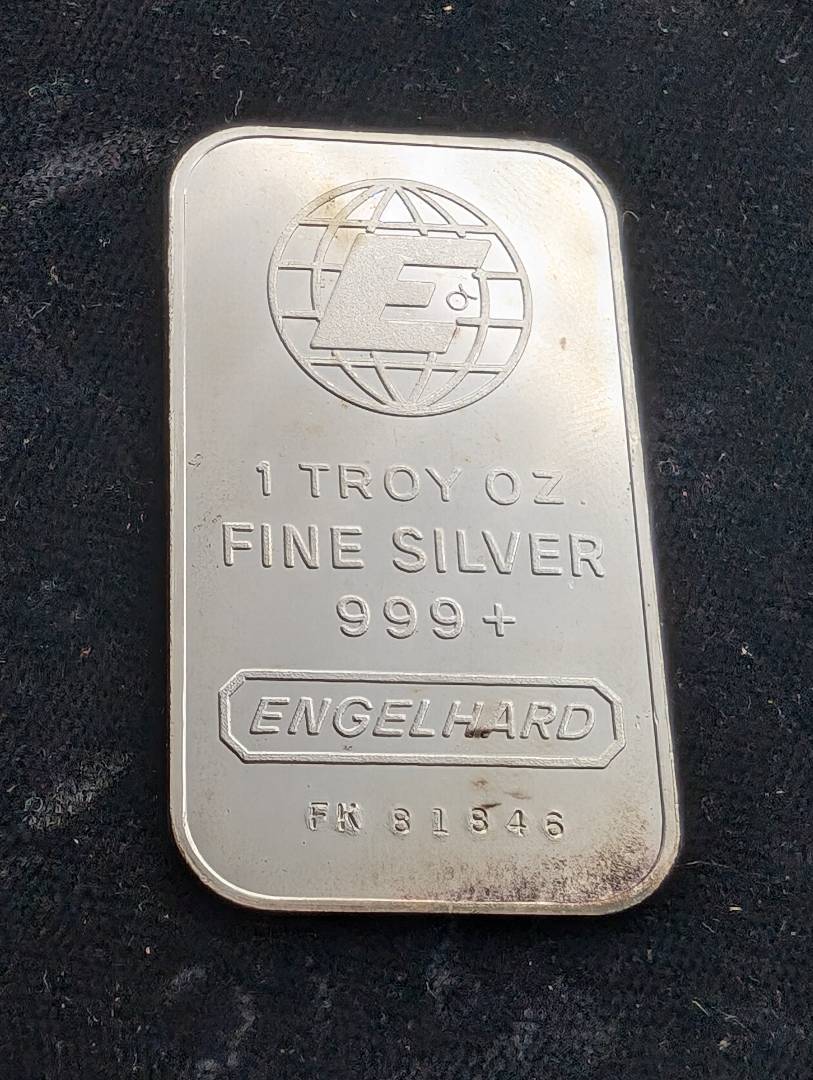 E
1 TROY OZ.
FINE SILVER
999+
ENGELHARD
FK 81846